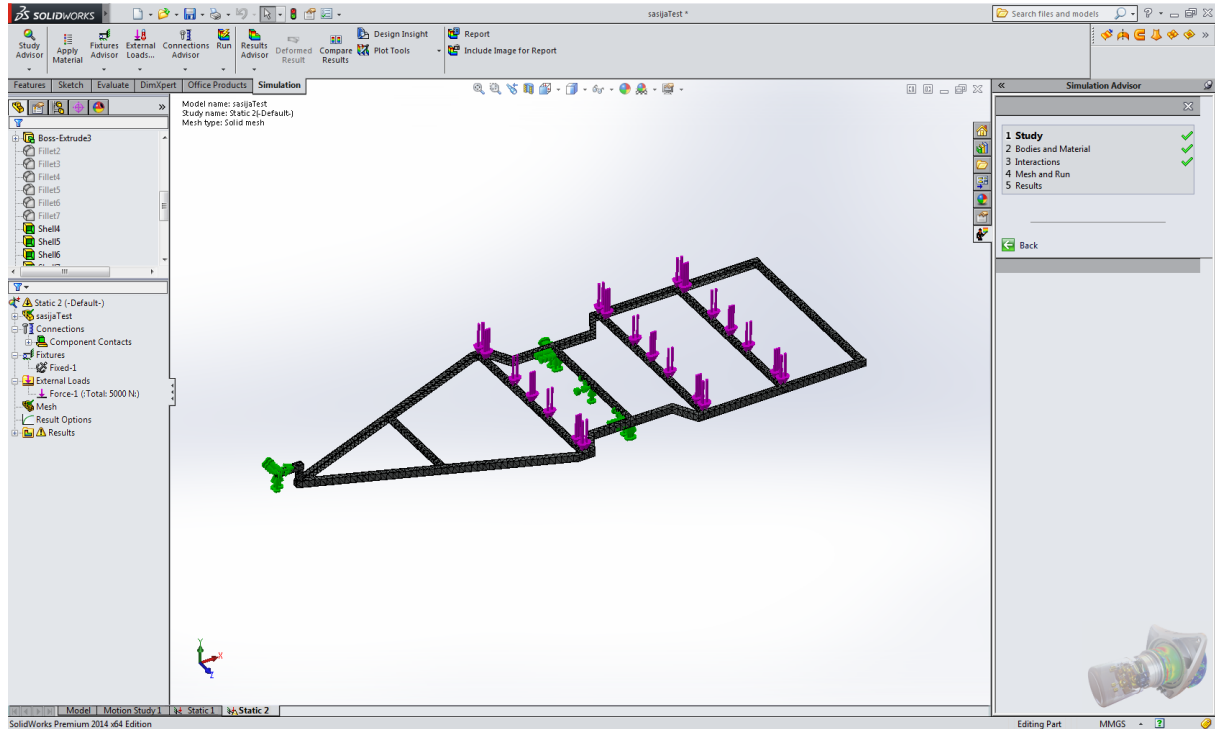 SOLIDWORKS
sasijaTest *
Search files and models
Study Advisor
Apply Material
Fixtures Advisor
External Loads...
Connections Advisor
Run
Results Advisor
Deformed Result
Compare Results
Design Insight
Plot Tools
Report
Include Image for Report
Features Sketch Evaluate DimXpert Office Products Simulation
Model name: sasijaTest
Study name: Static 2(-Default-)
Mesh type: Solid mesh
Boss-Extrude3
Fillet2
Fillet3
Fillet4
Fillet5
Fillet6
Fillet7
Shell4
Shell5
Shell6
Static 2 (-Default-)
sasijaTest
Connections
Component Contacts
Fixtures
Fixed-1
External Loads
Force-1 (:Total: 5000 N:)
Mesh
Result Options
Results
Simulation Advisor
1 Study
2 Bodies and Material
3 Interactions
4 Mesh and Run
5 Results
Back
Y
X
Z
Model Motion Study 1 Static 1 Static 2
SolidWorks Premium 2014 x64 Edition
Editing Part
MMGS